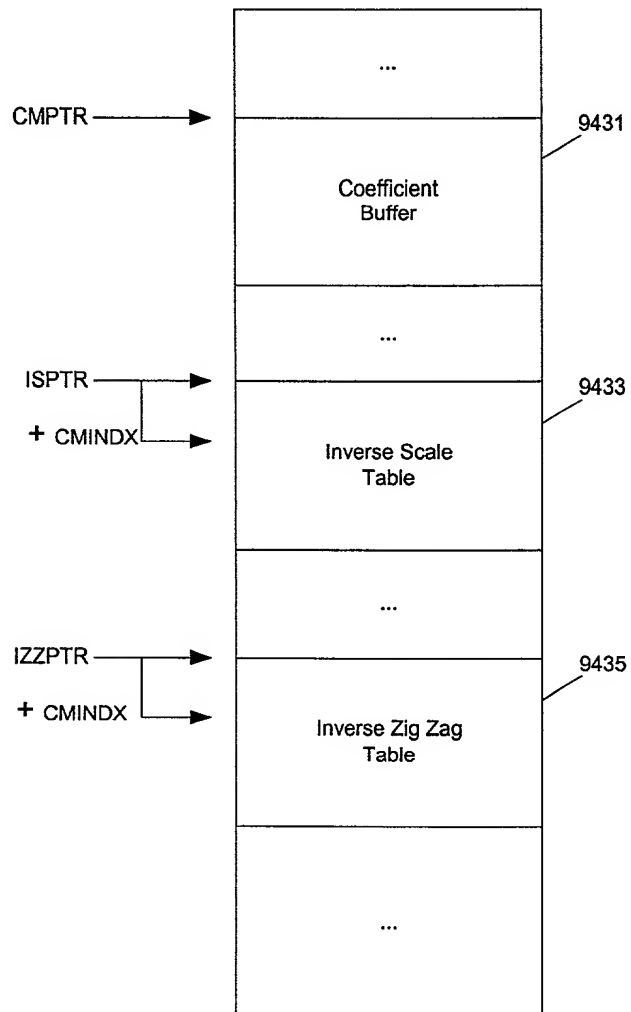 ...
CMPTR
9431
Coefficient
Buffer
...
ISPTR
9433
+ CMINDX
Inverse Scale
Table
...
IZZPTR
9435
+ CMINDX
Inverse Zig Zag
Table
...